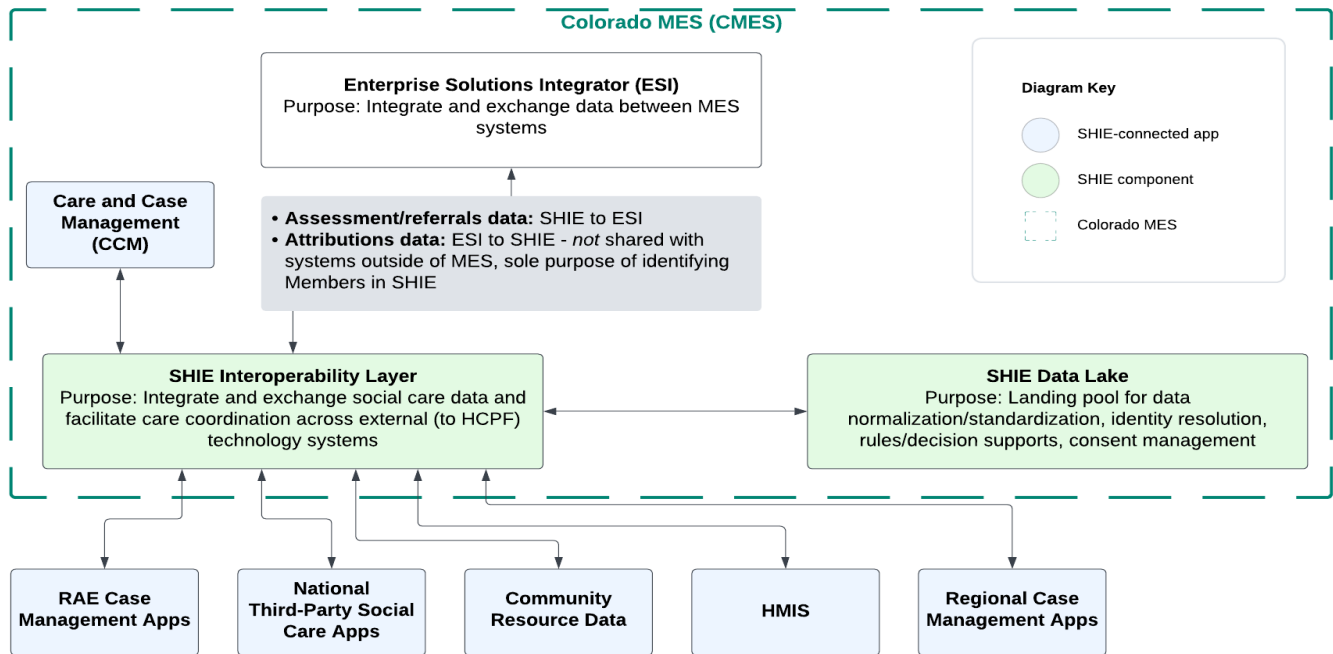 Colorado MES (CMES)
Enterprise Solutions Integrator (ESI)
Purpose: Integrate and exchange data between MES
systems
Diagram Key
SHIE-connected app
SHIE component
Colorado MES
Care and Case
Management
(CCM)
• Assessment/referrals data: SHIE to ESI
• Attributions data: ESI to SHIE - not shared with
systems outside of MES, sole purpose of identifying
Members in SHIE
SHIE Interoperability Layer
Purpose: Integrate and exchange social care data and
facilitate care coordination across external (to HCPF)
technology systems
SHIE Data Lake
Purpose: Landing pool for data
normalization/standardization, identity resolution,
rules/decision supports, consent management
RAE Case
Management Apps
National
Third-Party Social
Care Apps
Community
Resource Data
HMIS
Regional Case
Management Apps